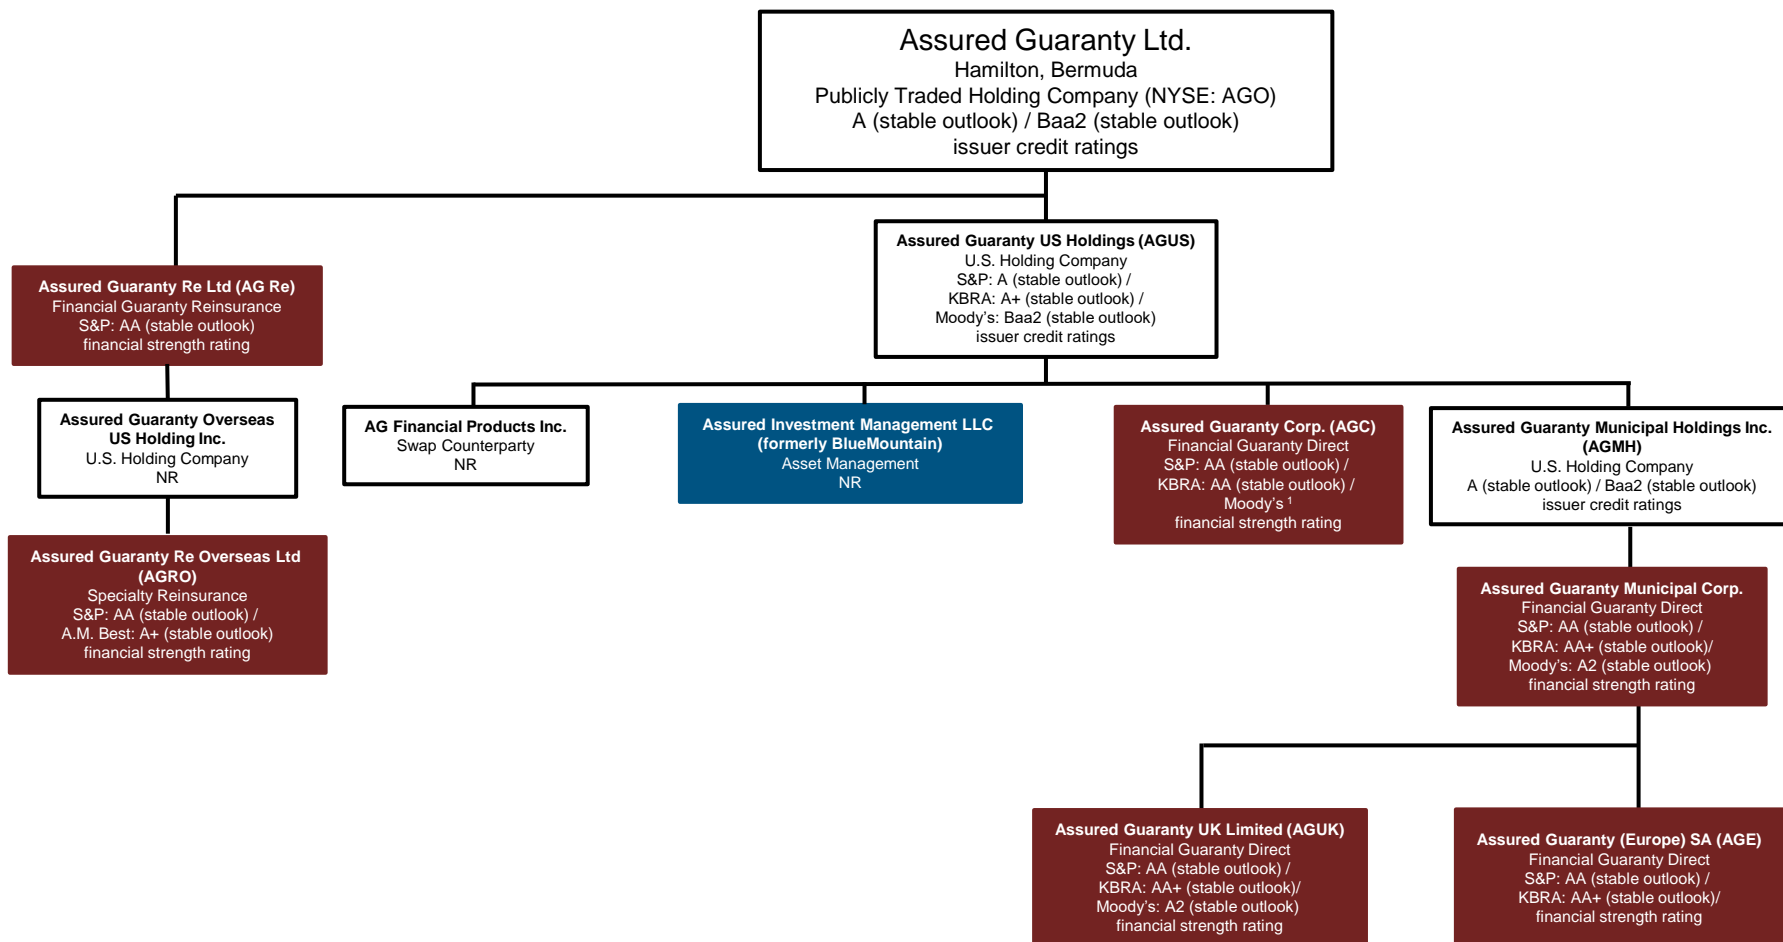 Assured Guaranty Ltd.
Hamilton, Bermuda
Publicly Traded Holding Company (NYSE: AGO)
A (stable outlook) / Baa2 (stable outlook)
issuer credit ratings
Assured Guaranty US Holdings (AGUS)
U.S. Holding Company
S&P: A (stable outlook) /
KBRA: A+ (stable outlook) /
Moody's: Baa2 (stable outlook)
issuer credit ratings
Assured Guaranty Re Ltd (AG Re)
Financial Guaranty Reinsurance
S&P: AA (stable outlook)
financial strength rating
Assured Guaranty Overseas
US Holding Inc.
U.S. Holding Company
NR
AG Financial Products Inc.
Swap Counterparty
NR
Assured Investment Management LLC
(formerly BlueMountain)
Asset Management
NR
Assured Guaranty Corp. (AGC)
Financial Guaranty Direct
S&P: AA (stable outlook) /
KBRA: AA (stable outlook) /
Moody's ¹
financial strength rating
Assured Guaranty Municipal Holdings Inc.
(AGMH)
U.S. Holding Company
A (stable outlook) / Baa2 (stable outlook)
issuer credit ratings
Assured Guaranty Re Overseas Ltd
(AGRO)
Specialty Reinsurance
S&P: AA (stable outlook) /
A.M. Best: A+ (stable outlook)
financial strength rating
Assured Guaranty Municipal Corp.
Financial Guaranty Direct
S&P: AA (stable outlook) /
KBRA: AA+ (stable outlook)/
Moody's: A2 (stable outlook)
financial strength rating
Assured Guaranty UK Limited (AGUK)
Financial Guaranty Direct
S&P: AA (stable outlook) /
KBRA: AA+ (stable outlook)/
Moody's: A2 (stable outlook)
financial strength rating
Assured Guaranty (Europe) SA (AGE)
Financial Guaranty Direct
S&P: AA (stable outlook) /
KBRA: AA+ (stable outlook)/
financial strength rating